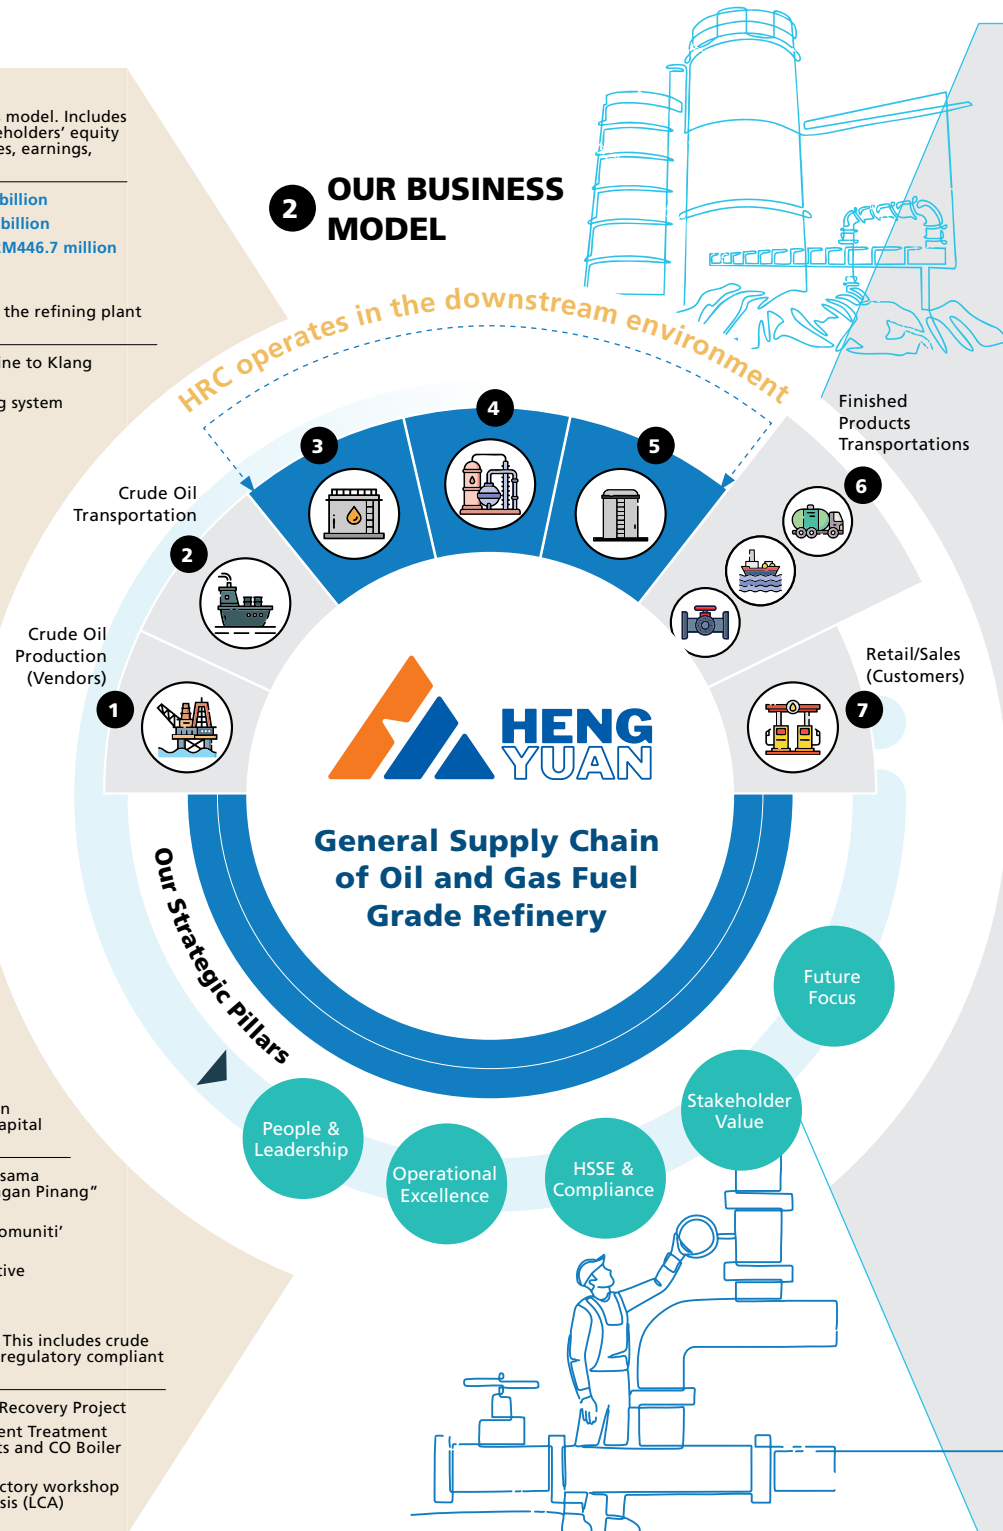 model. Includes
eholders’ equity
es, earnings,
billion
billion
RM446.7 million
the refining plant
ine to Klang
g system
2
OUR BUSINESS
MODEL
HRC operates in the downstream environment
3
4
5
Finished
Products
Transportations
6
Crude Oil
Transportation
2
Crude Oil
Production
(Vendors)
1
Retail/Sales
(Customers)
7
HENG
YUAN
General Supply Chain
of Oil and Gas Fuel
Grade Refinery
Our Strategic Pillars
People &
Leadership
Operational
Excellence
HSSE &
Compliance
Stakeholder
Value
Future
Focus
n
apital
sama
gan Pinang”
omuniti’
tive
This includes crude
regulatory compliant
Recovery Project
ent Treatment
ts and CO Boiler
ctory workshop
sis (LCA)